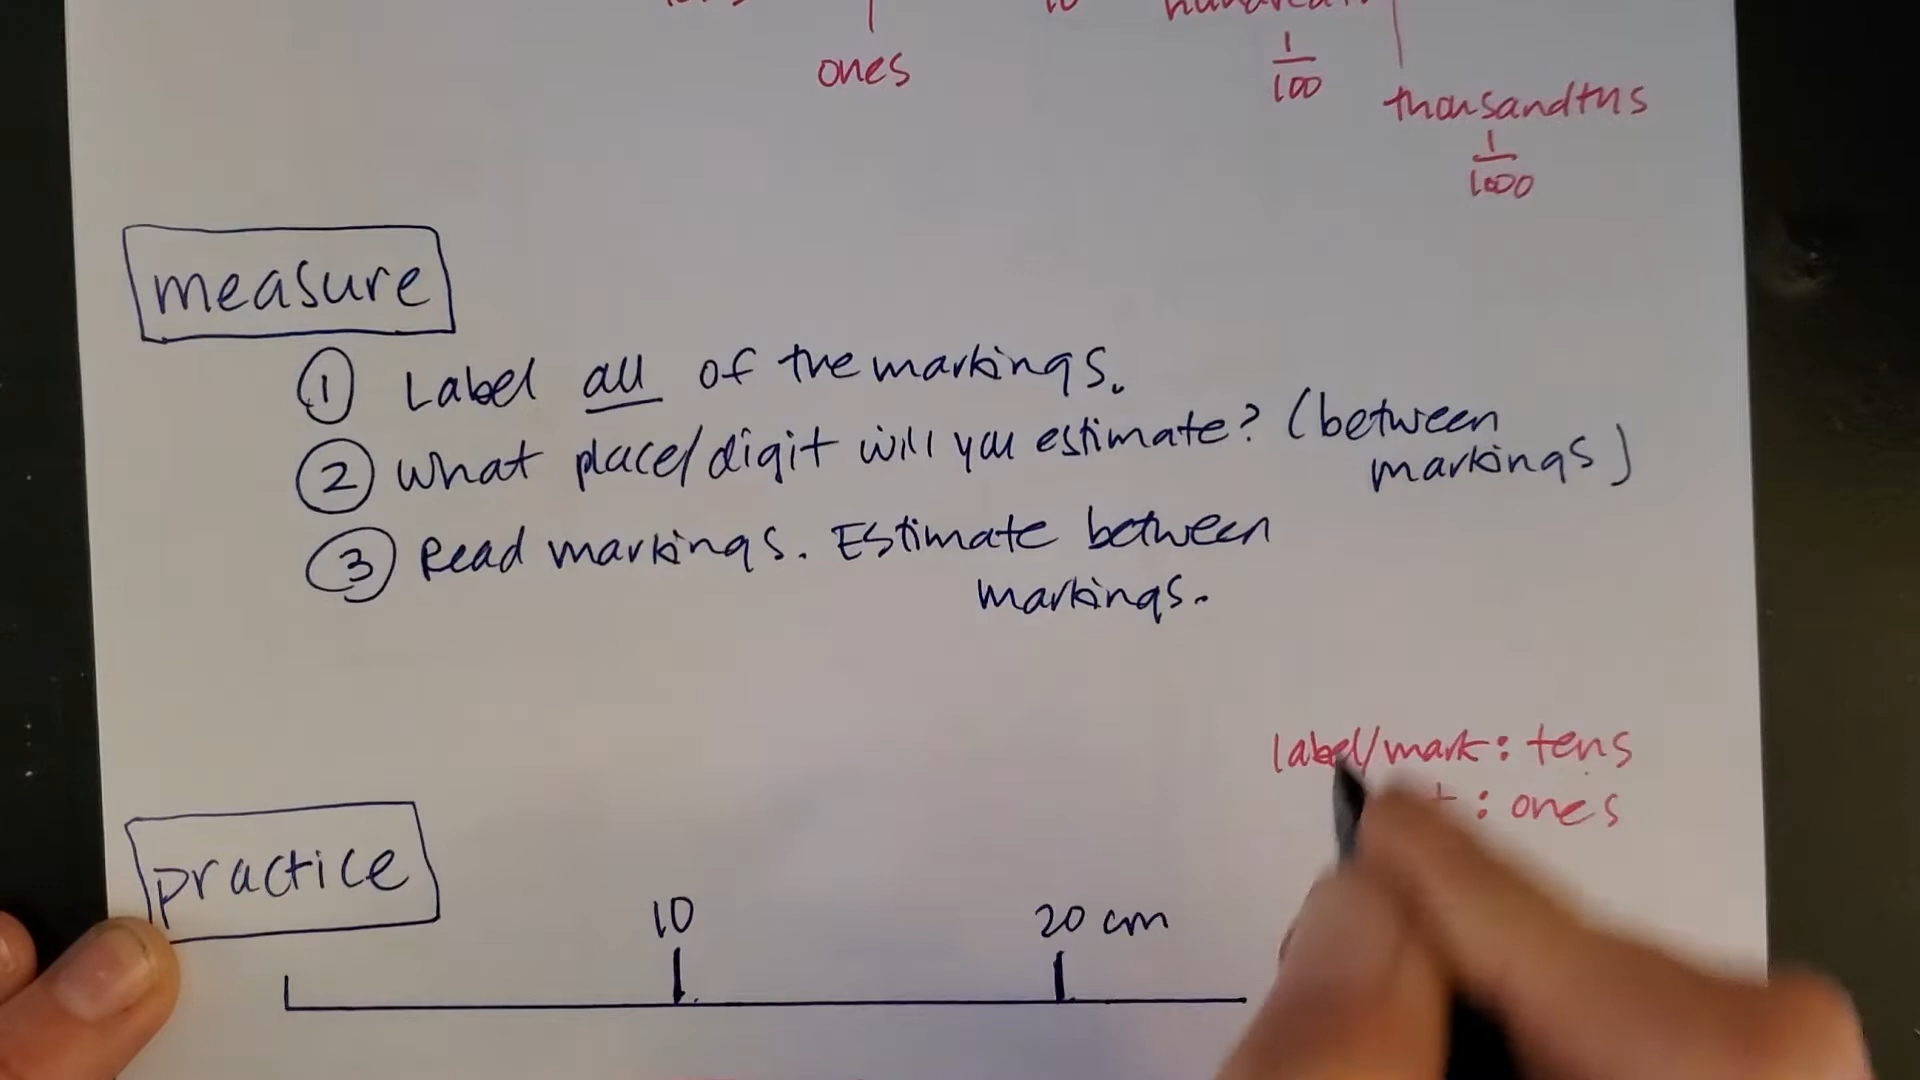 ones
1
100
thousandths
1
1000
measure
1 Label all of the markings.
2 What place/digit will you estimate? (between
markings)
3 Read markings. Estimate between
markings.
label/mark: tens
: ones
practice
10
20 cm